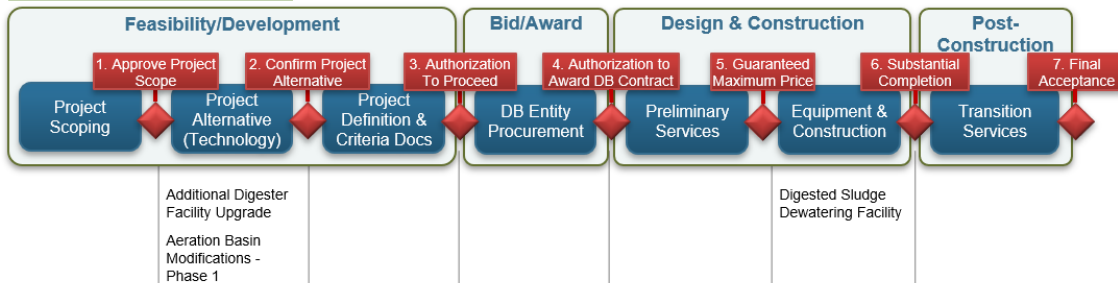 Feasibility/Development
Bid/Award
Design & Construction
Post-
Construction
1. Approve Project
Scope
2. Confirm Project
Alternative
3. Authorization
To Proceed
4. Authorization to
Award DB Contract
5. Guaranteed
Maximum Price
6. Substantial
Completion
7. Final
Acceptance
Project
Scoping
Project
Alternative
(Technology)
Project
Definition &
Criteria Docs
DB Entity
Procurement
Preliminary
Services
Equipment &
Construction
Transition
Services
Additional Digester
Facility Upgrade
Aeration Basin
Modifications -
Phase 1
Digested Sludge
Dewatering Facility